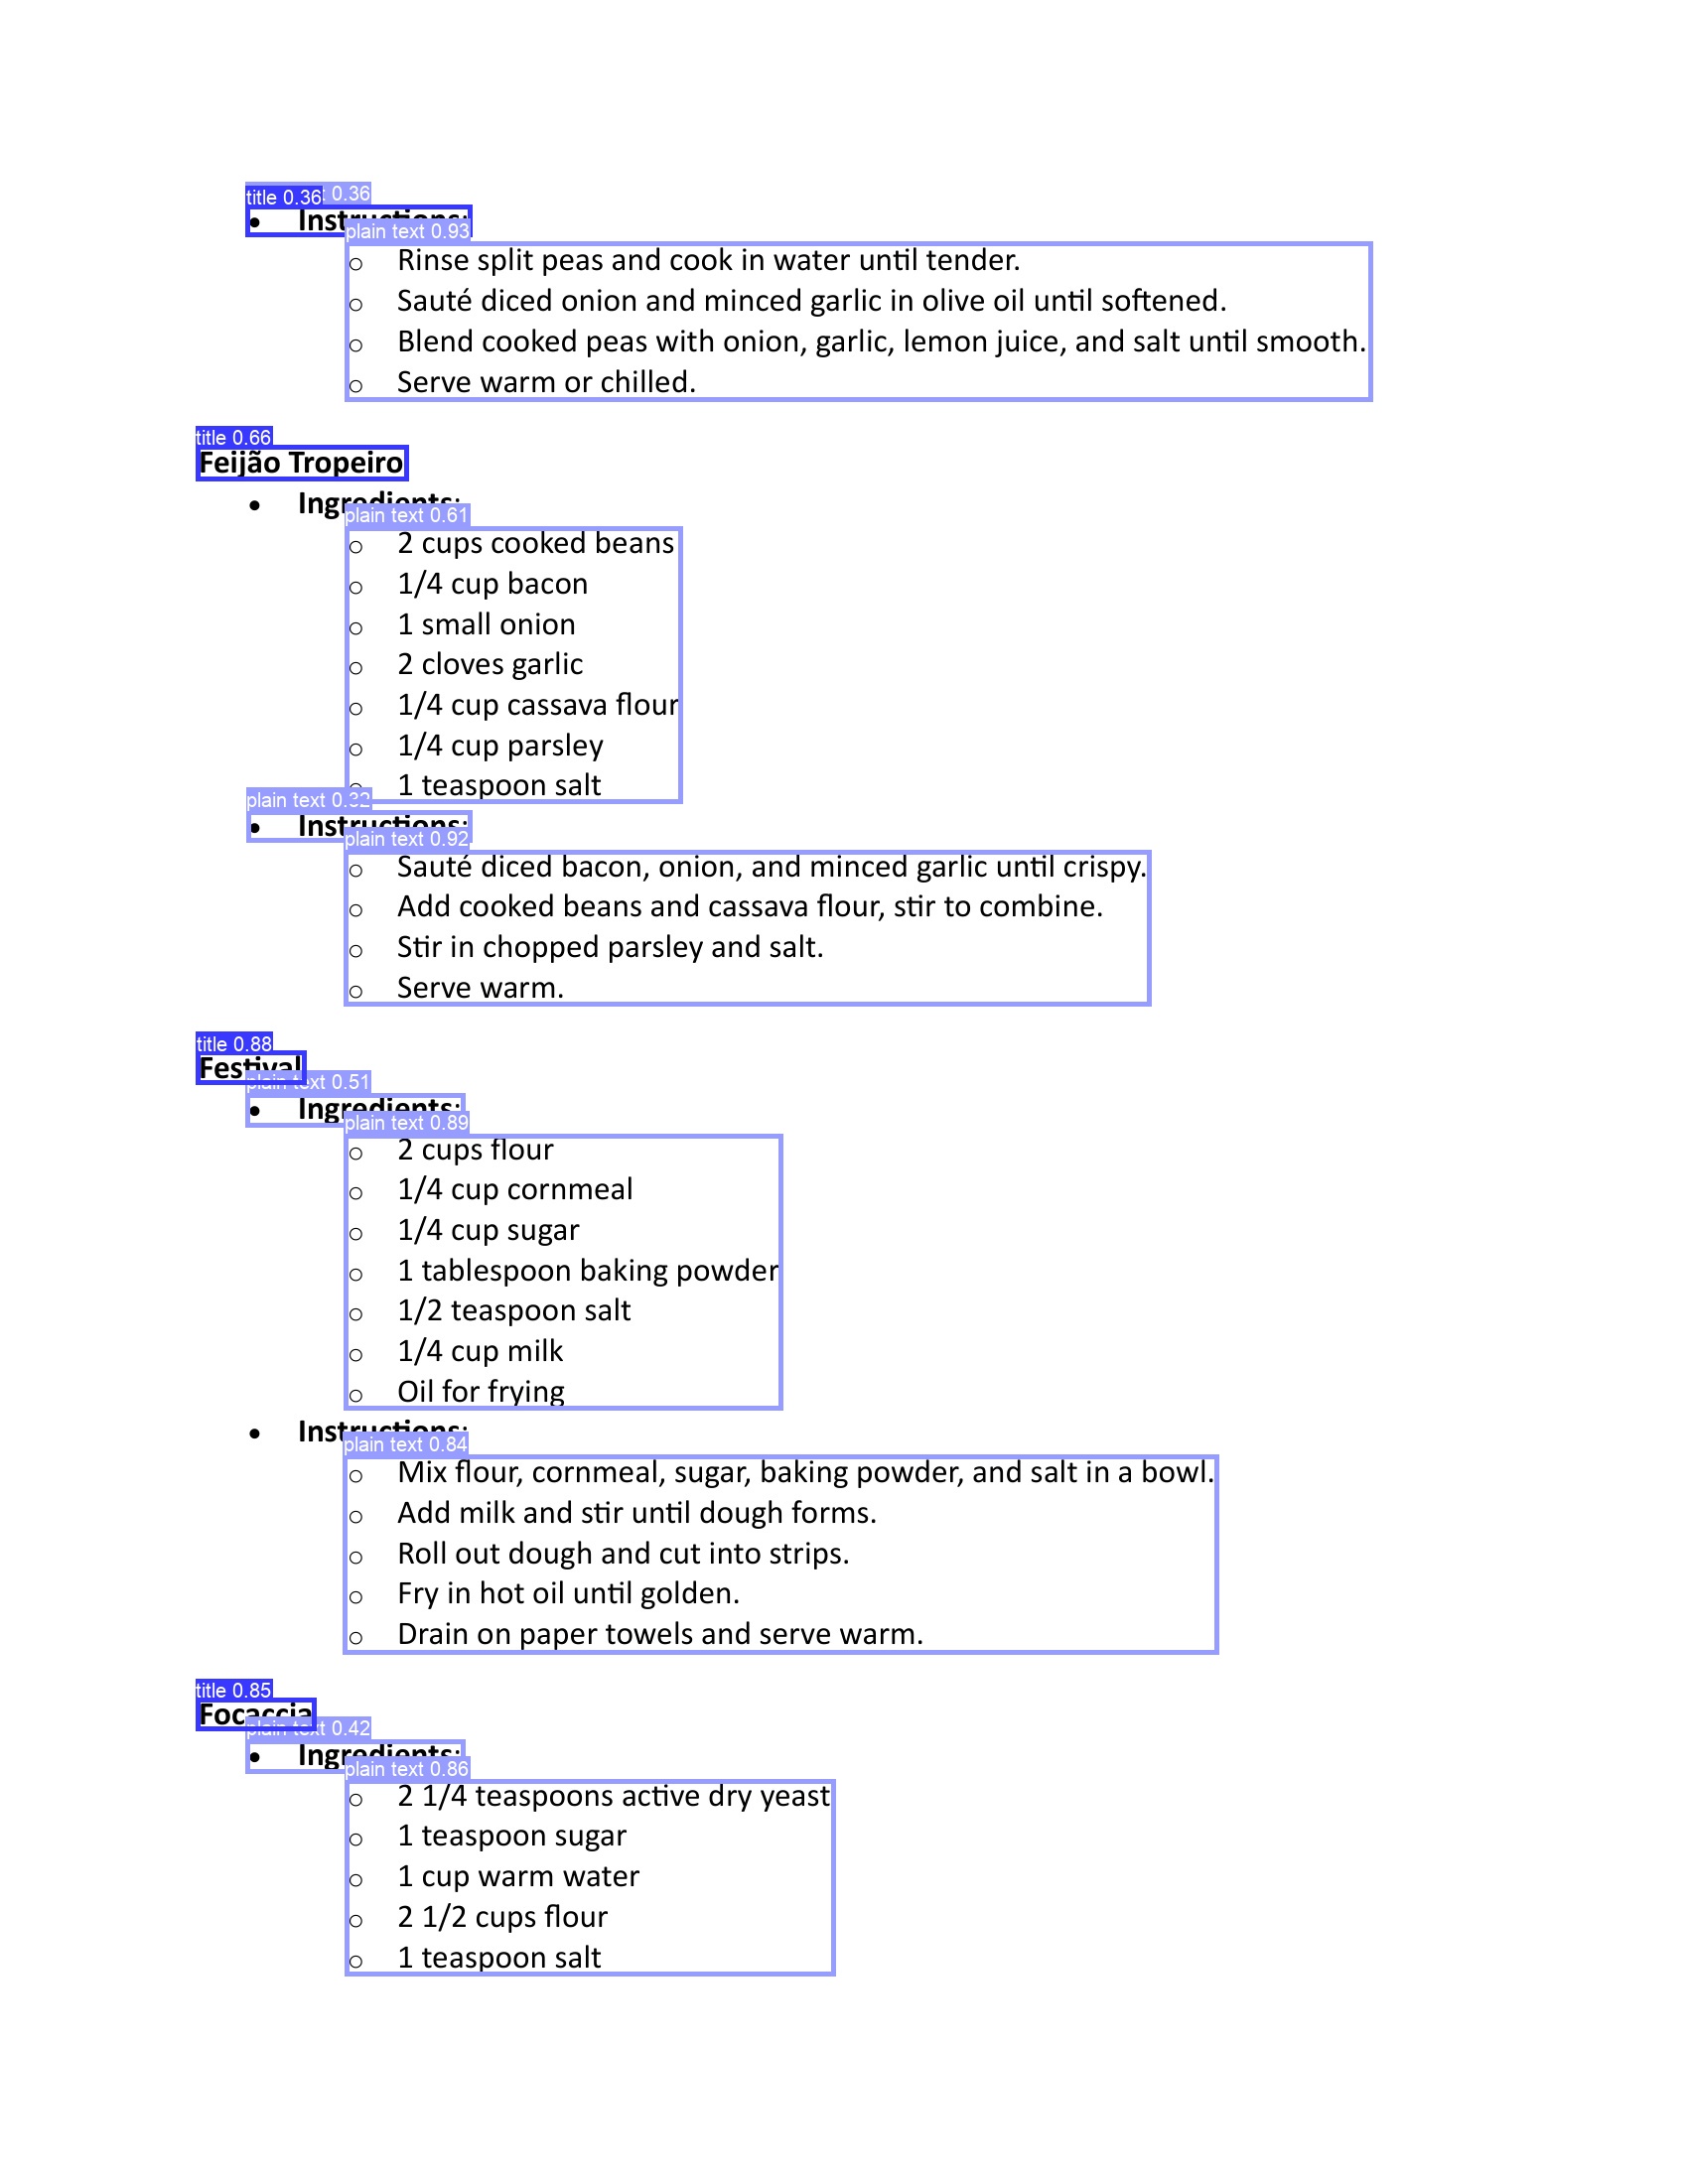 title 0.36 0.36
• Instructions:
plain text 0.93
○ Rinse split peas and cook in water until tender.
○ Sauté diced onion and minced garlic in olive oil until softened.
○ Blend cooked peas with onion, garlic, lemon juice, and salt until smooth.
○ Serve warm or chilled.
title 0.66
Feijão Tropeiro
• Ingredients:
plain text 0.61
○ 2 cups cooked beans
○ 1/4 cup bacon
○ 1 small onion
○ 2 cloves garlic
○ 1/4 cup cassava flour
○ 1/4 cup parsley
○ 1 teaspoon salt
plain text 0.32
• Instructions:
plain text 0.92
○ Sauté diced bacon, onion, and minced garlic until crispy.
○ Add cooked beans and cassava flour, stir to combine.
○ Stir in chopped parsley and salt.
○ Serve warm.
title 0.88
Festival
plain text 0.51
• Ingredients:
plain text 0.89
○ 2 cups flour
○ 1/4 cup cornmeal
○ 1/4 cup sugar
○ 1 tablespoon baking powder
○ 1/2 teaspoon salt
○ 1/4 cup milk
○ Oil for frying
• Instructions:
plain text 0.84
○ Mix flour, cornmeal, sugar, baking powder, and salt in a bowl.
○ Add milk and stir until dough forms.
○ Roll out dough and cut into strips.
○ Fry in hot oil until golden.
○ Drain on paper towels and serve warm.
title 0.85
Focaccia
plain text 0.42
• Ingredients:
plain text 0.86
○ 2 1/4 teaspoons active dry yeast
○ 1 teaspoon sugar
○ 1 cup warm water
○ 2 1/2 cups flour
○ 1 teaspoon salt